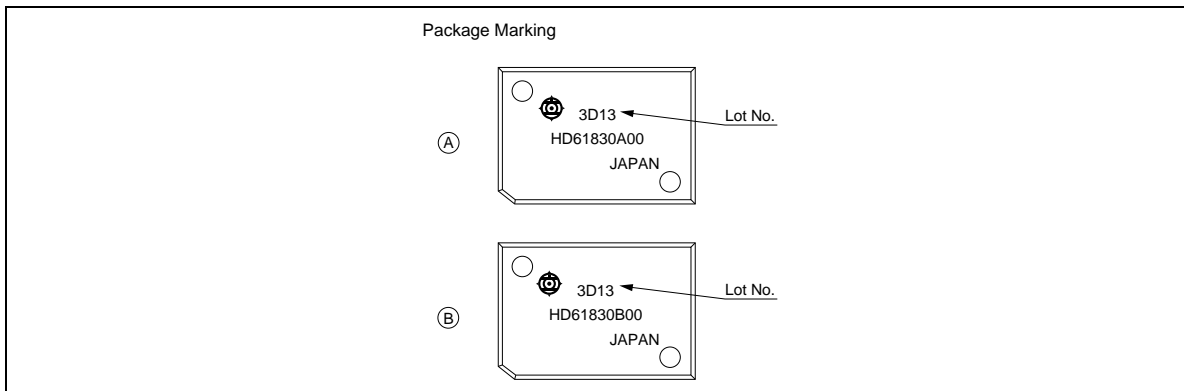 Package Marking
3D13
Lot No.
A
HD61830A00
JAPAN
3D13
Lot No.
B
HD61830B00
JAPAN